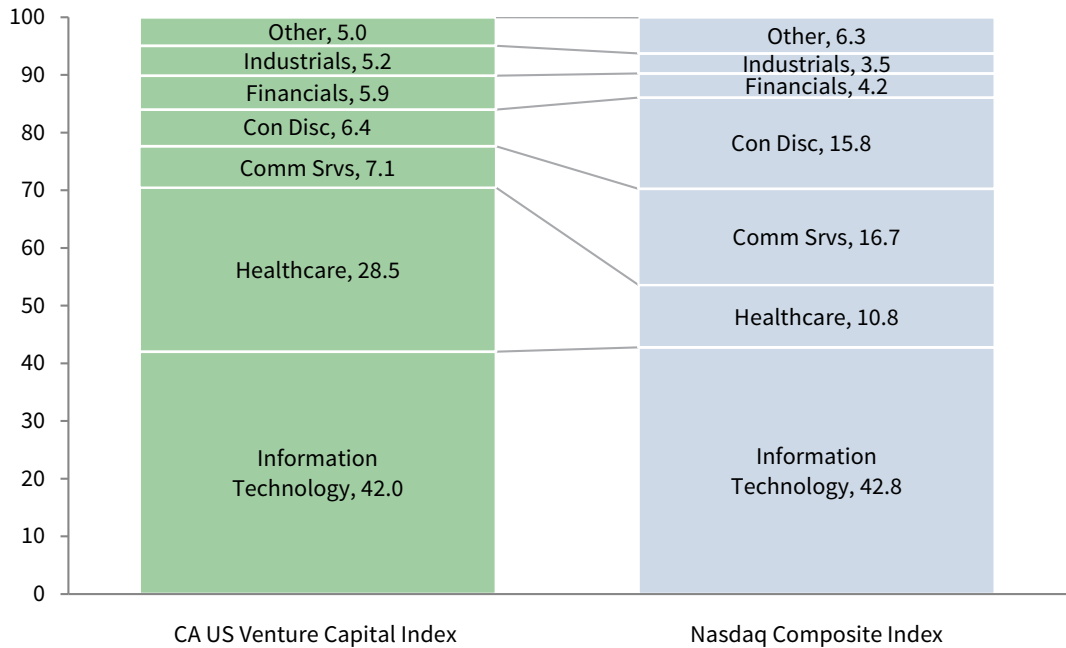 100
90
80
70
60
50
40
30
20
10
0
Other, 5.0
Industrials, 5.2
Financials, 5.9
Con Disc, 6.4
Comm Srvs, 7.1
Healthcare, 28.5
Information
Technology, 42.0
Other, 6.3
Industrials, 3.5
Financials, 4.2
Con Disc, 15.8
Comm Srvs, 16.7
Healthcare, 10.8
Information
Technology, 42.8
CA US Venture Capital Index
Nasdaq Composite Index